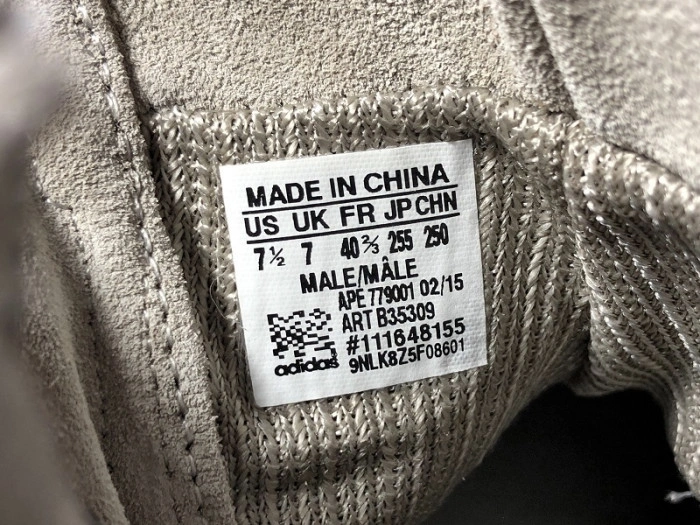 MADE IN CHINA
US UK FR JP CHN
7½ 7 40⅔ 255 250
MALE/MÂLE
APE 779001 02/15
ART B35309
#111648155
9NLK8Z5F08601
adidas